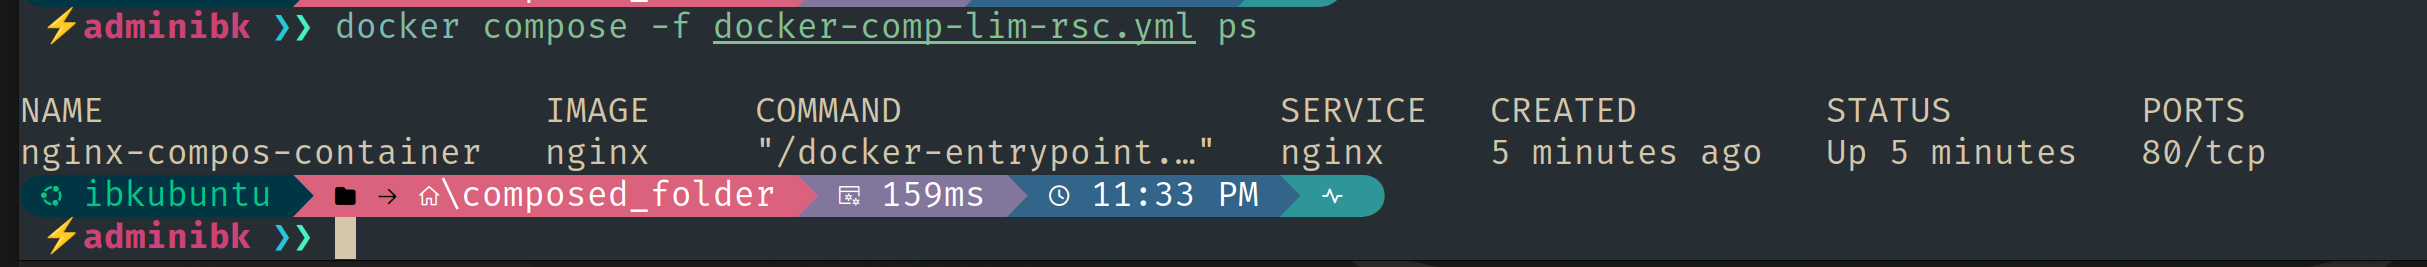 ⚡adminibk ❯❯ docker compose -f docker-comp-lim-rsc.yml ps
NAME IMAGE COMMAND SERVICE CREATED STATUS PORTS
nginx-compos-container nginx "/docker-entrypoint.…" nginx 5 minutes ago Up 5 minutes 80/tcp
ibkubuntu → \composed_folder 159ms 11:33 PM
⚡adminibk ❯❯